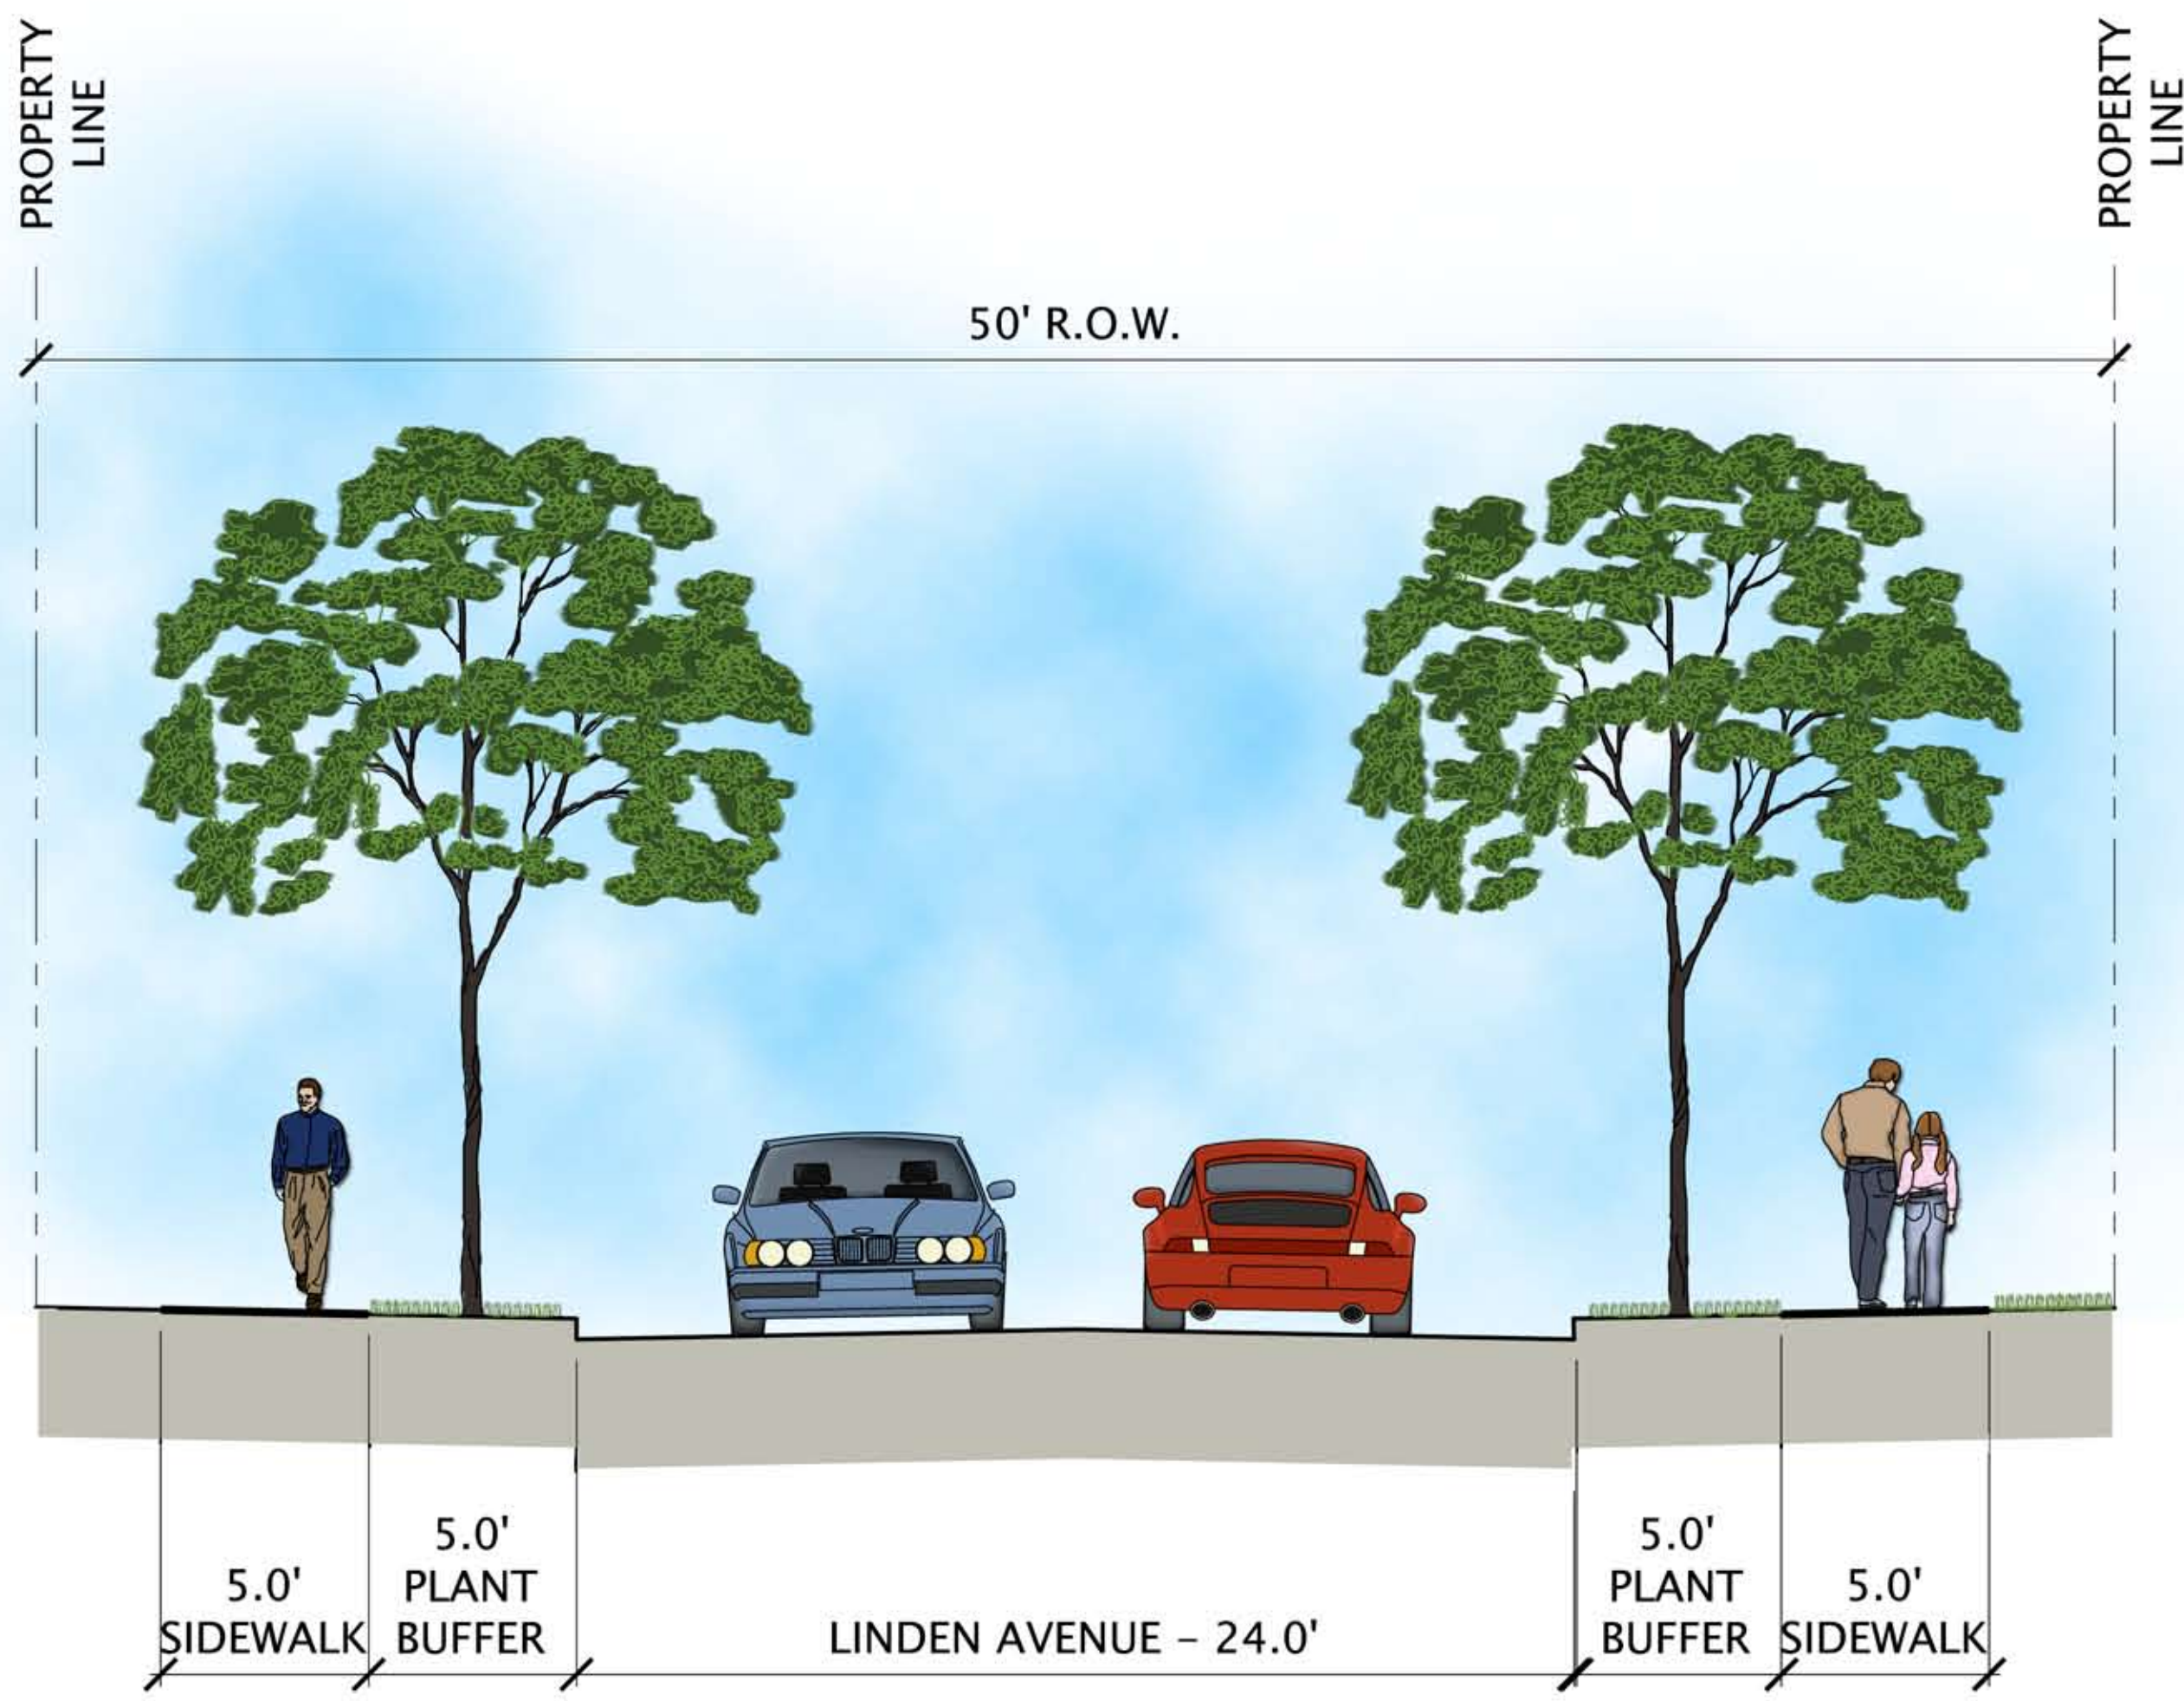 PROPERTY
LINE
PROPERTY
LINE
50' R.O.W.
5.0'
SIDEWALK
5.0'
PLANT
BUFFER
LINDEN AVENUE – 24.0'
5.0'
PLANT
BUFFER
5.0'
SIDEWALK